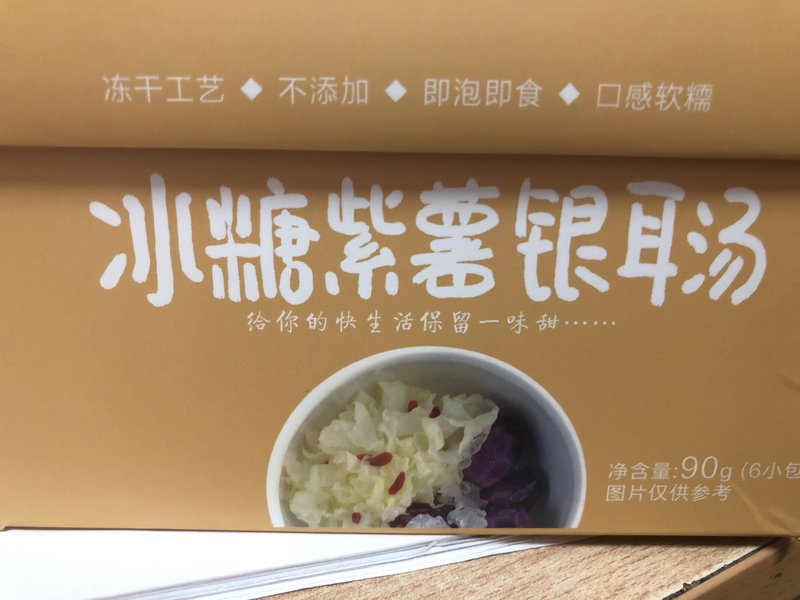 冻干工艺 ◆ 不添加 ◆ 即泡即食 ◆ 口感软糯
冰糖紫薯银耳汤
给你的快生活保留一味甜……
净含量:90g (6小包
图片仅供参考